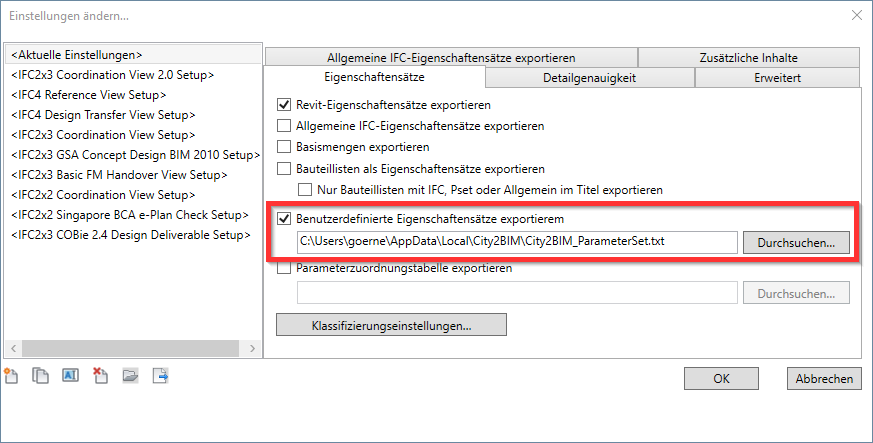 Einstellungen ändern...
<Aktuelle Einstellungen>
<IFC2x3 Coordination View 2.0 Setup>
<IFC4 Reference View Setup>
<IFC4 Design Transfer View Setup>
<IFC2x3 Coordination View Setup>
<IFC2x3 GSA Concept Design BIM 2010 Setup>
<IFC2x3 Basic FM Handover View Setup>
<IFC2x2 Coordination View Setup>
<IFC2x2 Singapore BCA e-Plan Check Setup>
<IFC2x3 COBie 2.4 Design Deliverable Setup>
Allgemeine IFC-Eigenschaftensätze exportieren
Zusätzliche Inhalte
Eigenschaftensätze
Detailgenauigkeit
Erweitert
Revit-Eigenschaftensätze exportieren
Allgemeine IFC-Eigenschaftensätze exportieren
Basismengen exportieren
Bauteillisten als Eigenschaftensätze exportieren
Nur Bauteillisten mit IFC, Pset oder Allgemein im Titel exportieren
Benutzerdefinierte Eigenschaftensätze exportierem
C:\Users\goerne\AppData\Local\City2BIM\City2BIM_ParameterSet.txt
Durchsuchen...
Parameterzuordnungstabelle exportieren
Durchsuchen...
Klassifizierungseinstellungen...
OK
Abbrechen